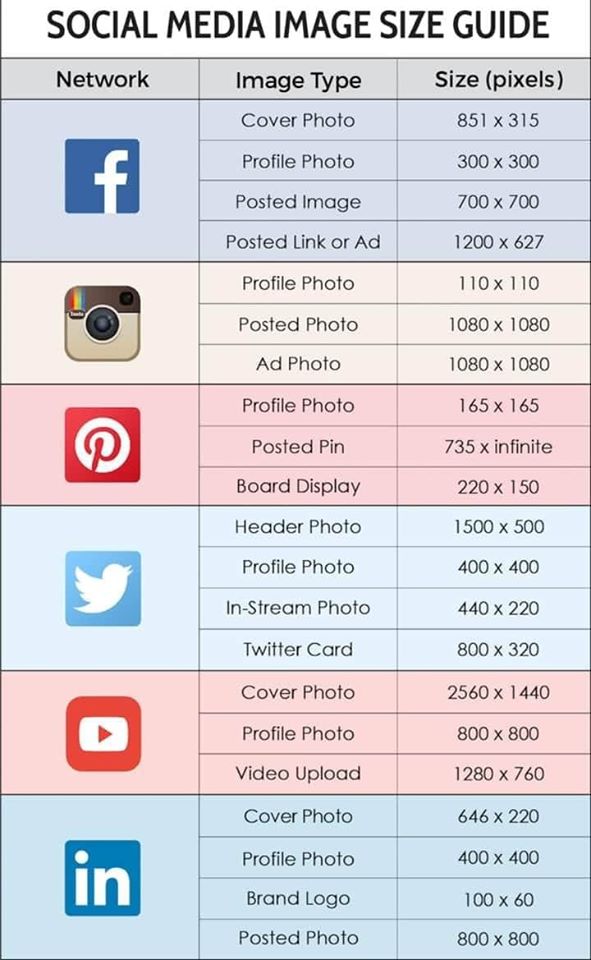 SOCIAL MEDIA IMAGE SIZE GUIDE
Network Image Type Size (pixels)
Cover Photo 851 x 315
Profile Photo 300 x 300
Posted Image 700 x 700
Posted Link or Ad 1200 x 627
Profile Photo 110 x 110
Posted Photo 1080 x 1080
Ad Photo 1080 x 1080
Profile Photo 165 x 165
Posted Pin 735 x infinite
Board Display 220 x 150
Header Photo 1500 x 500
Profile Photo 400 x 400
In-Stream Photo 440 x 220
Twitter Card 800 x 320
Cover Photo 2560 x 1440
Profile Photo 800 x 800
Video Upload 1280 x 760
in
Cover Photo 646 x 220
Profile Photo 400 x 400
Brand Logo 100 x 60
Posted Photo 800 x 800